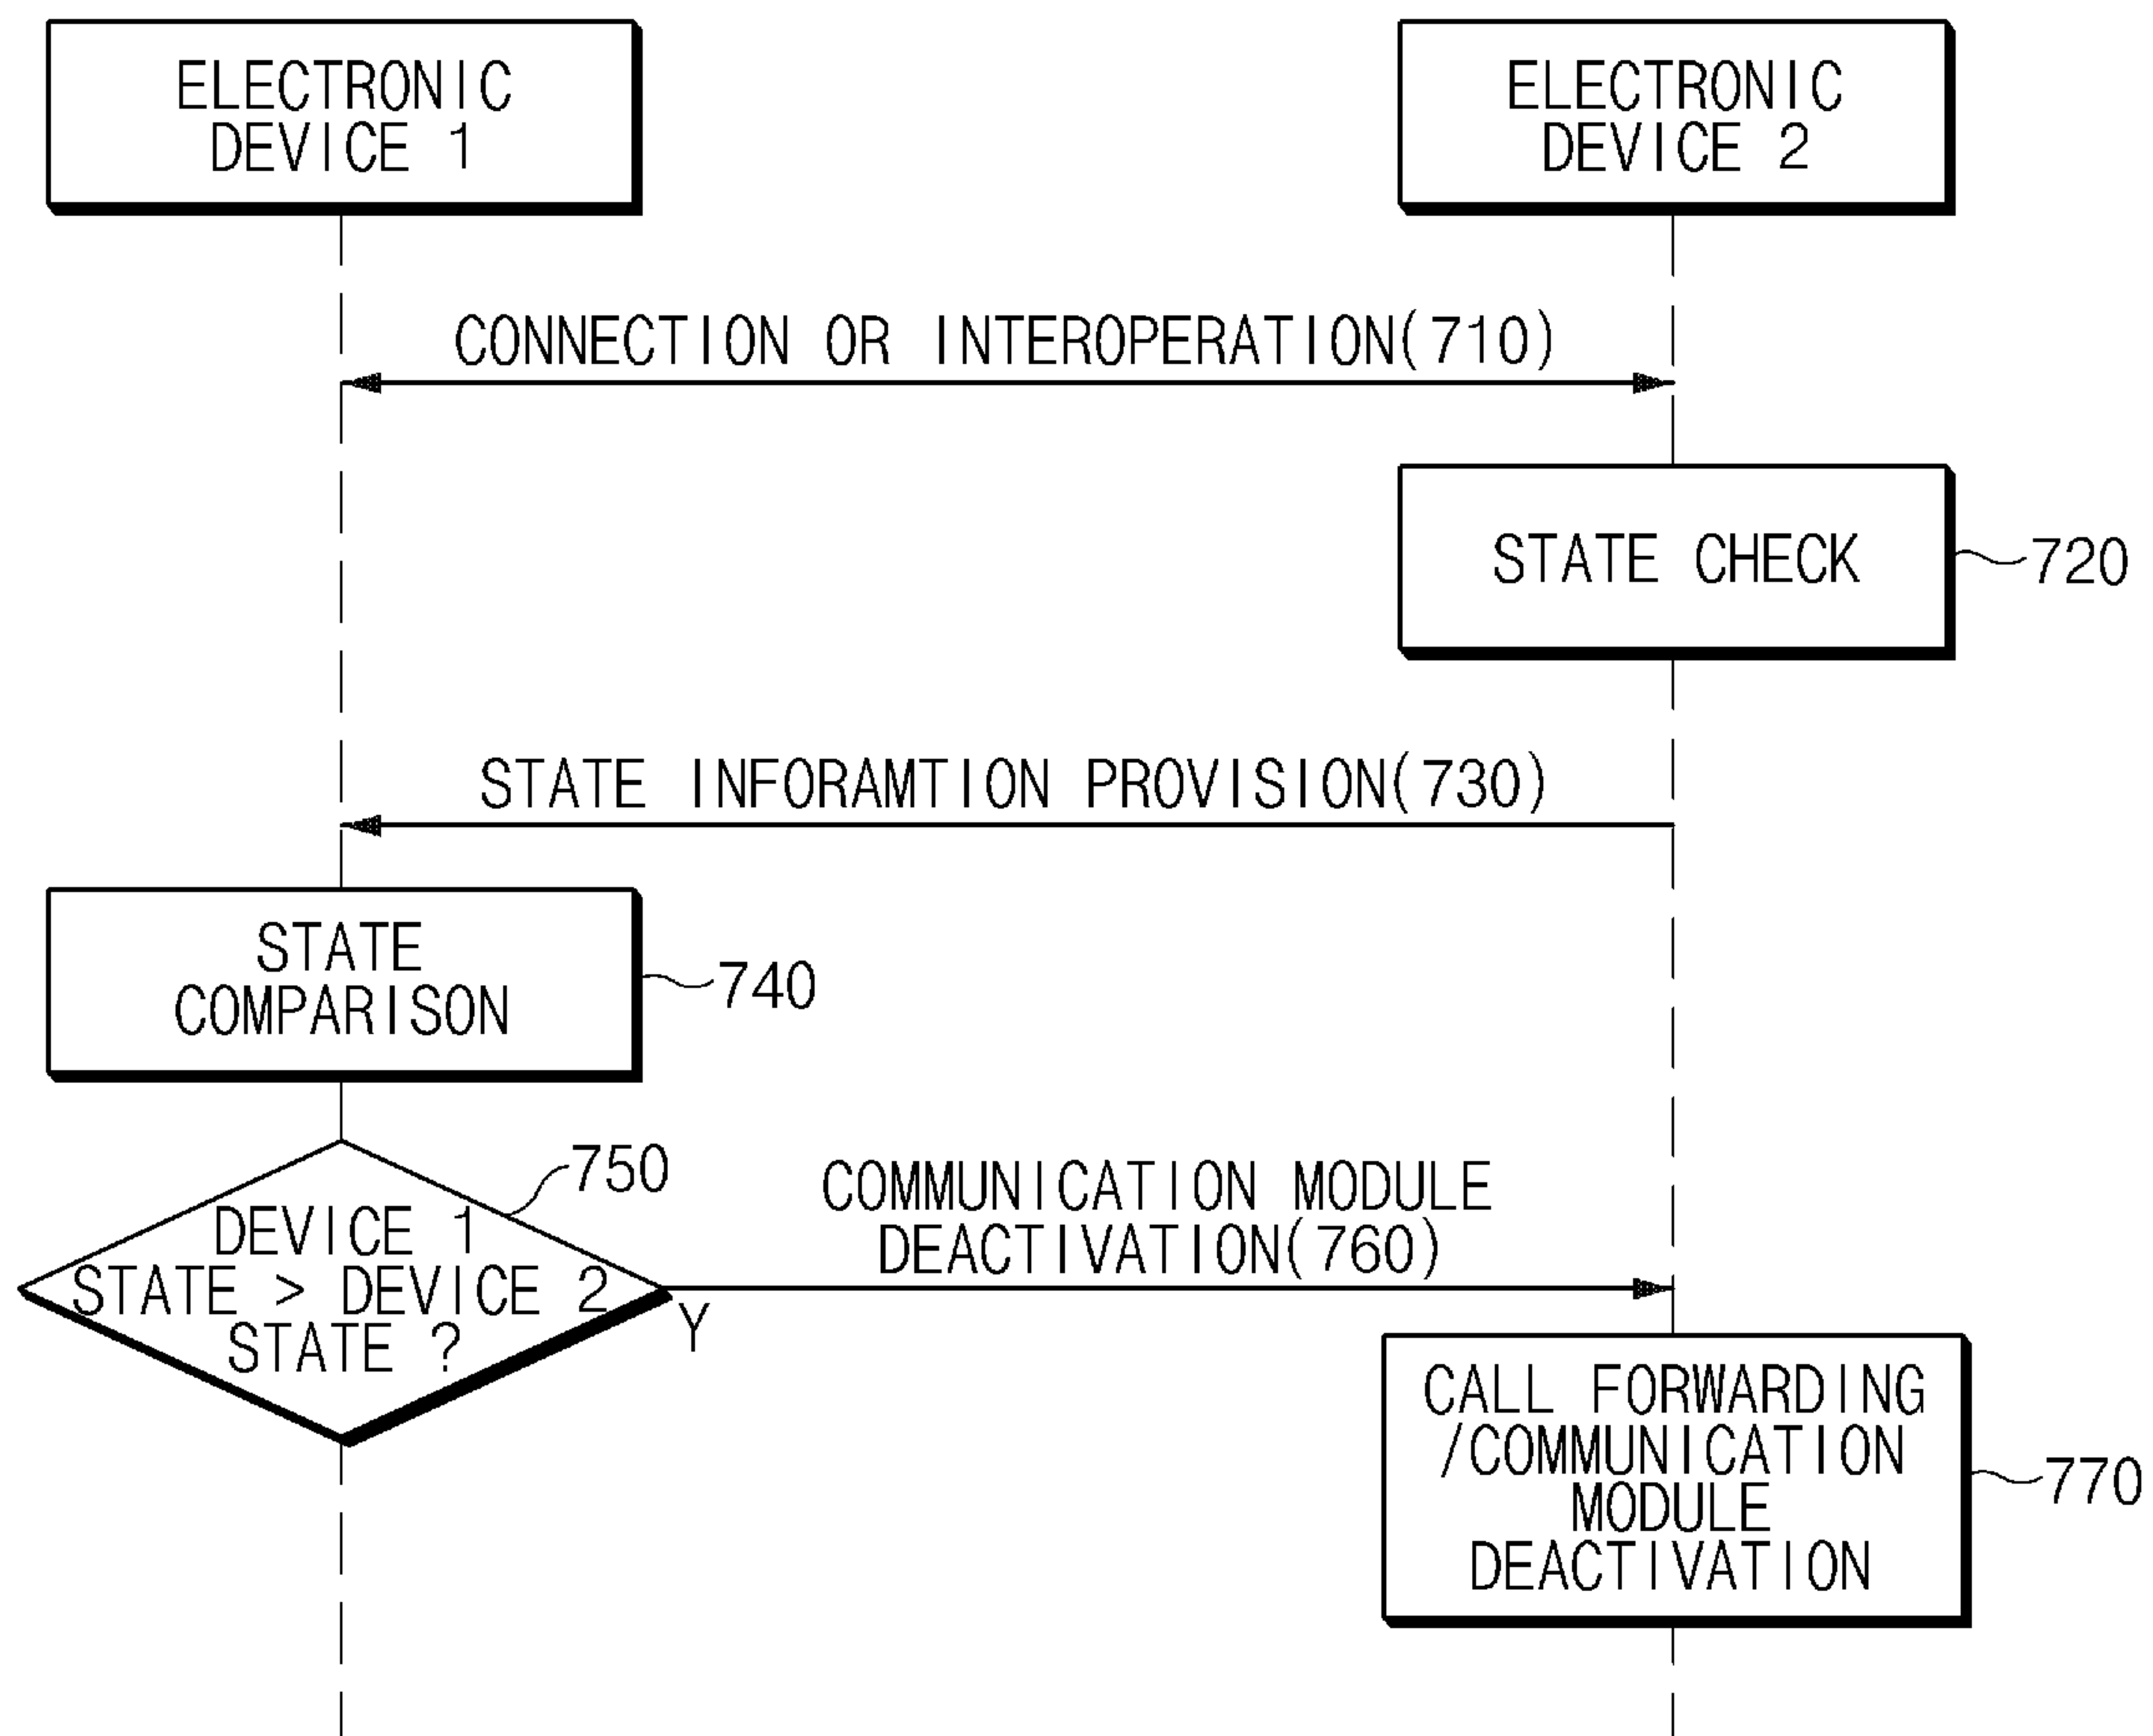 ELECTRONIC
DEVICE 1
ELECTRONIC
DEVICE 2
CONNECTION OR INTEROPERATION(710)
STATE CHECK
720
STATE INFORAMTION PROVISION(730)
STATE
COMPARISON
740
750
DEVICE 1
STATE > DEVICE 2
STATE ?
Y
COMMUNICATION MODULE
DEACTIVATION(760)
CALL FORWARDING
/COMMUNICATION
MODULE
DEACTIVATION
770